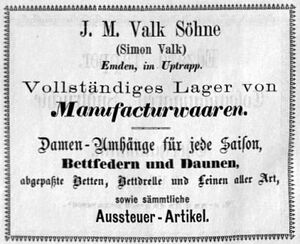 J. M. Valk Söhne
(Simon Valk)
Emden, im Uptrapp.
Vollständiges Lager von
Manufacturwaaren.
Damen-Umhänge für jede Saison,
Bettfedern und Daunen,
abgepaßte Betten, Bettdrelle und Leinen aller Art,
sowie sämmtliche
Aussteuer-Artikel.